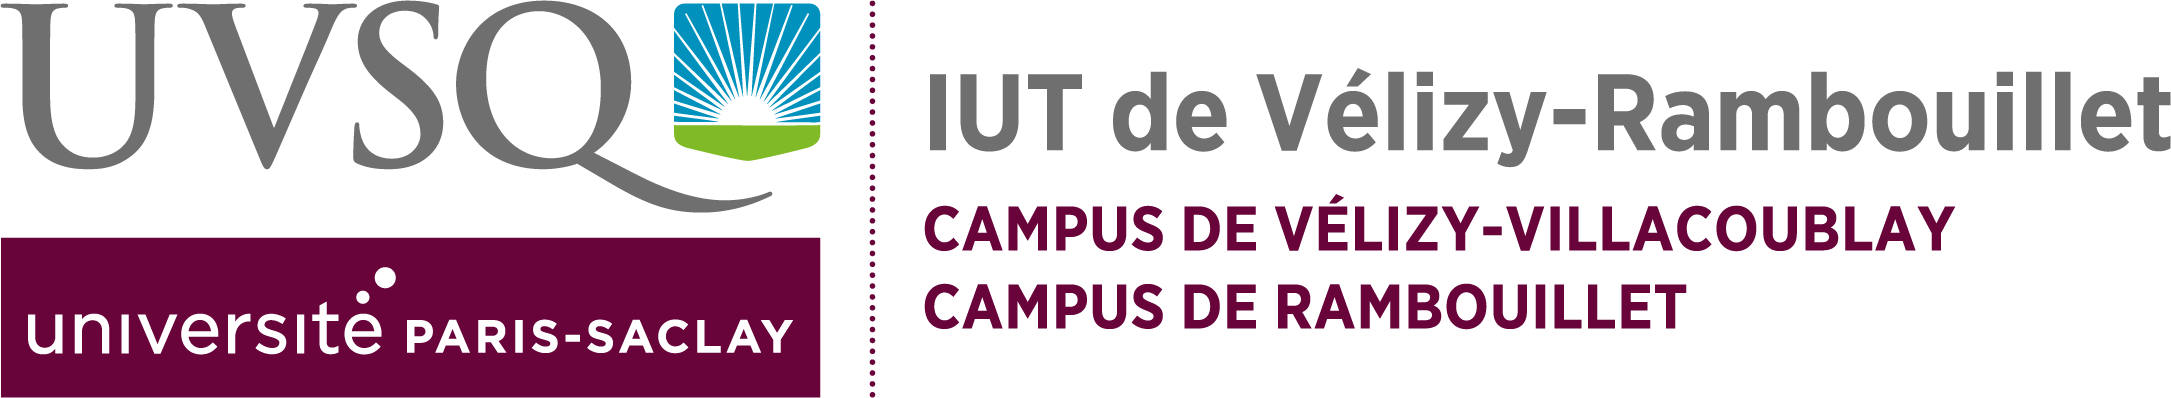 UVSQ
université PARIS-SACLAY
IUT de Vélizy-Rambouillet
CAMPUS DE VÉLIZY-VILLACOUBLAY
CAMPUS DE RAMBOUILLET